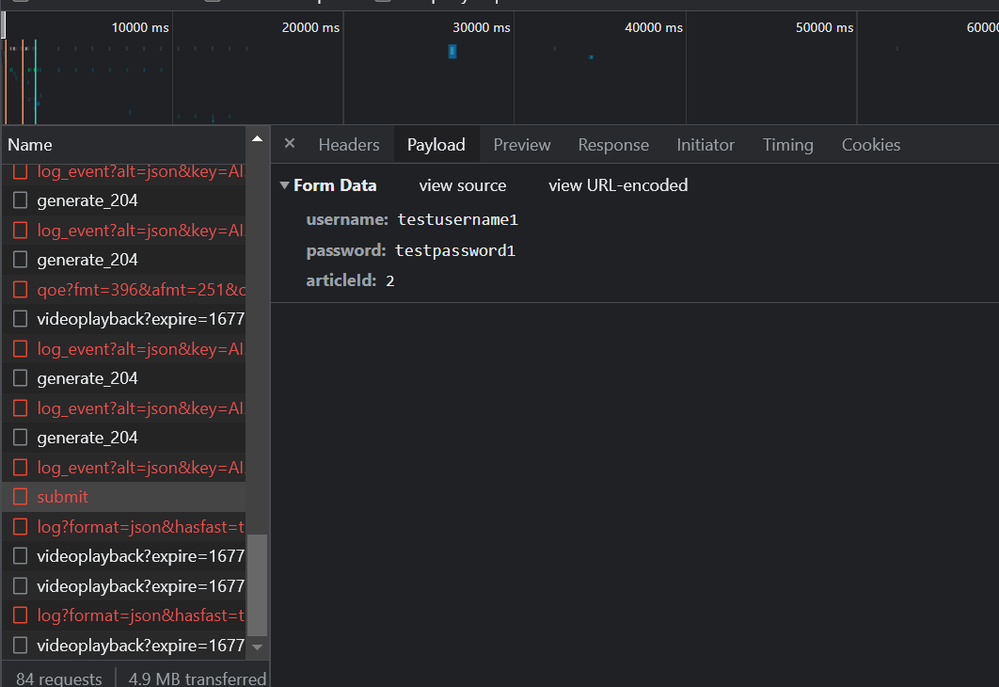 10000 ms 20000 ms 30000 ms 40000 ms 50000 ms 60000
Name
× Headers Payload Preview Response Initiator Timing Cookies
log_event?alt=json&key=AI
generate_204
log_event?alt=json&key=AI.
generate_204
qoe?fmt=396&afmt=251&c
videoplayback?expire=1677
log_event?alt=json&key=AI.
generate_204
log_event?alt=json&key=AI.
generate_204
log_event?alt=json&key=AI.
submit
log?format=json&hasfast=t
videoplayback?expire=1677
videoplayback?expire=1677
log?format=json&hasfast=t
videoplayback?expire=1677
84 requests 4.9 MB transferred
Form Data view source view URL-encoded
username: testusername1
password: testpassword1
articleId: 2